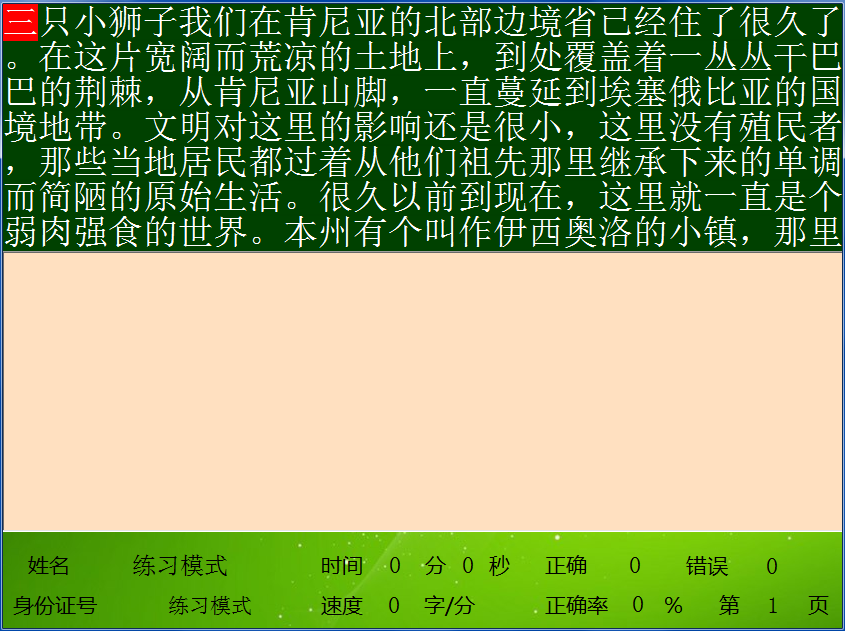 三只小狮子我们在肯尼亚的北部边境省已经住了很久了
。在这片宽阔而荒凉的土地上，到处覆盖着一丛丛干巴
巴的荆棘，从肯尼亚山脚，一直蔓延到埃塞俄比亚的国
境地带。文明对这里的影响还是很小，这里没有殖民者
，那些当地居民都过着从他们祖先那里继承下来的单调
而简陋的原始生活。很久以前到现在，这里就一直是个
弱肉强食的世界。本州有个叫作伊西奥洛的小镇，那里
姓名 练习模式 时间 0 分 0 秒 正确 0 错误 0
身份证号 练习模式 速度 0 字/分 正确率 0 % 第 1 页